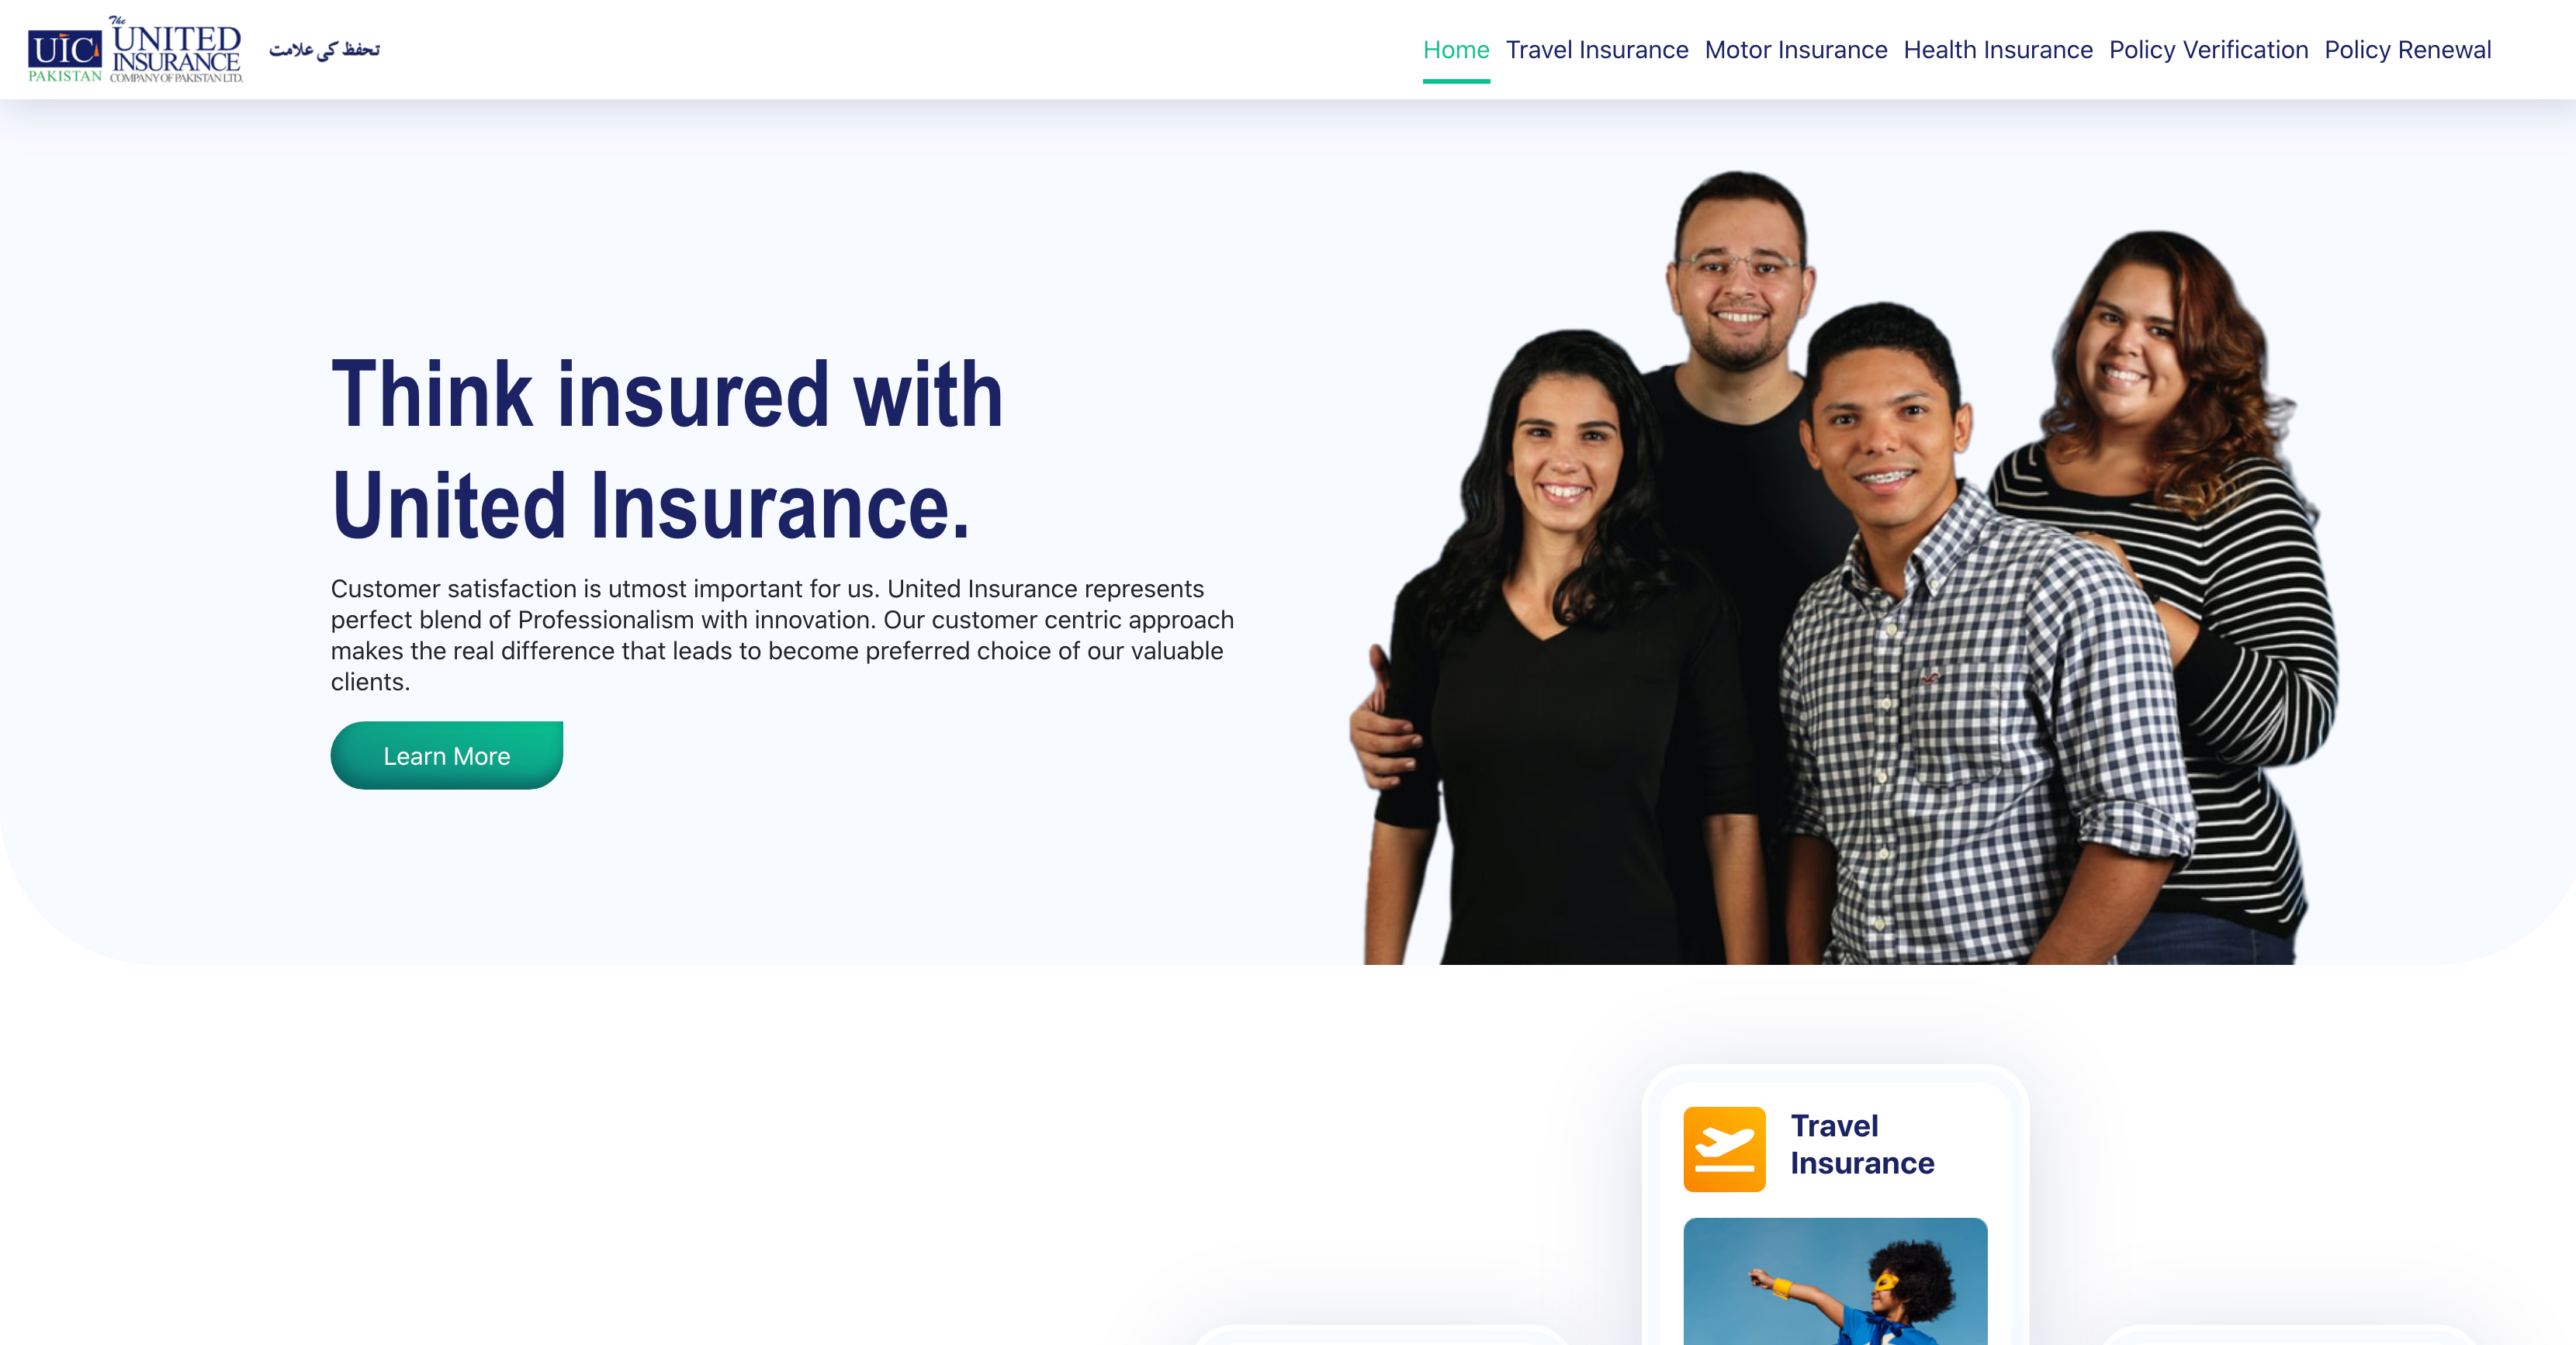 The
UIC UNITED
INSURANCE
PAKISTAN COMPANY OF PAKISTAN LTD.
تحفظ کی علامت
Home Travel Insurance Motor Insurance Health Insurance Policy Verification Policy Renewal
Think insured with
United Insurance.
Customer satisfaction is utmost important for us. United Insurance represents
perfect blend of Professionalism with innovation. Our customer centric approach
makes the real difference that leads to become preferred choice of our valuable
clients.
Learn More
Travel
Insurance